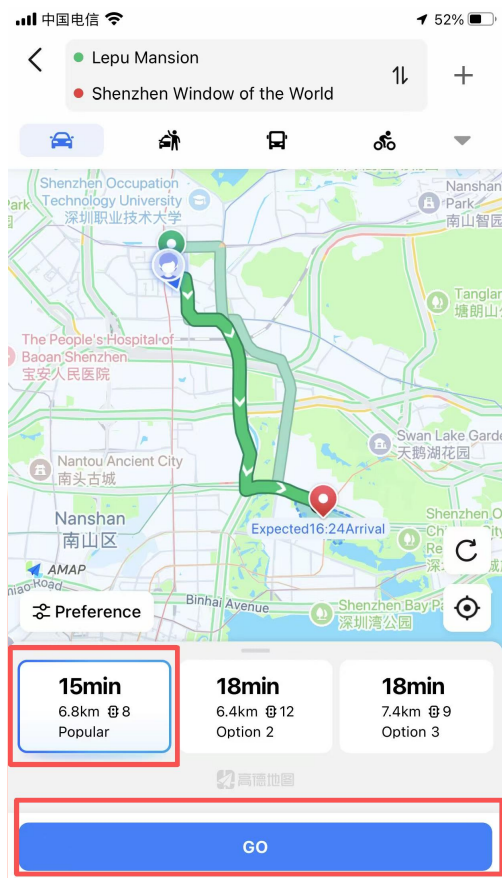 中国电信
52%
Lepu Mansion
Shenzhen Window of the World
Shenzhen Occupation
Technology University
深圳职业技术大学
Park
Nanshan
Park
南山智园
Tanglar
塘朗山
The People's Hospital of
Baoan Shenzhen
宝安人民医院
Swan Lake Garde
天鹅湖花园
Nantou Ancient City
南头古城
Nanshan
南山区
Expected16:24Arrival
Shenzhen O
City
AMAP
Road
Binhai Avenue
Shenzhen Bay Pa
深圳湾公园
Preference
15min
18min
18min
6.8km 8
6.4km 12
7.4km 9
Popular
Option 2
Option 3
高德地图
GO